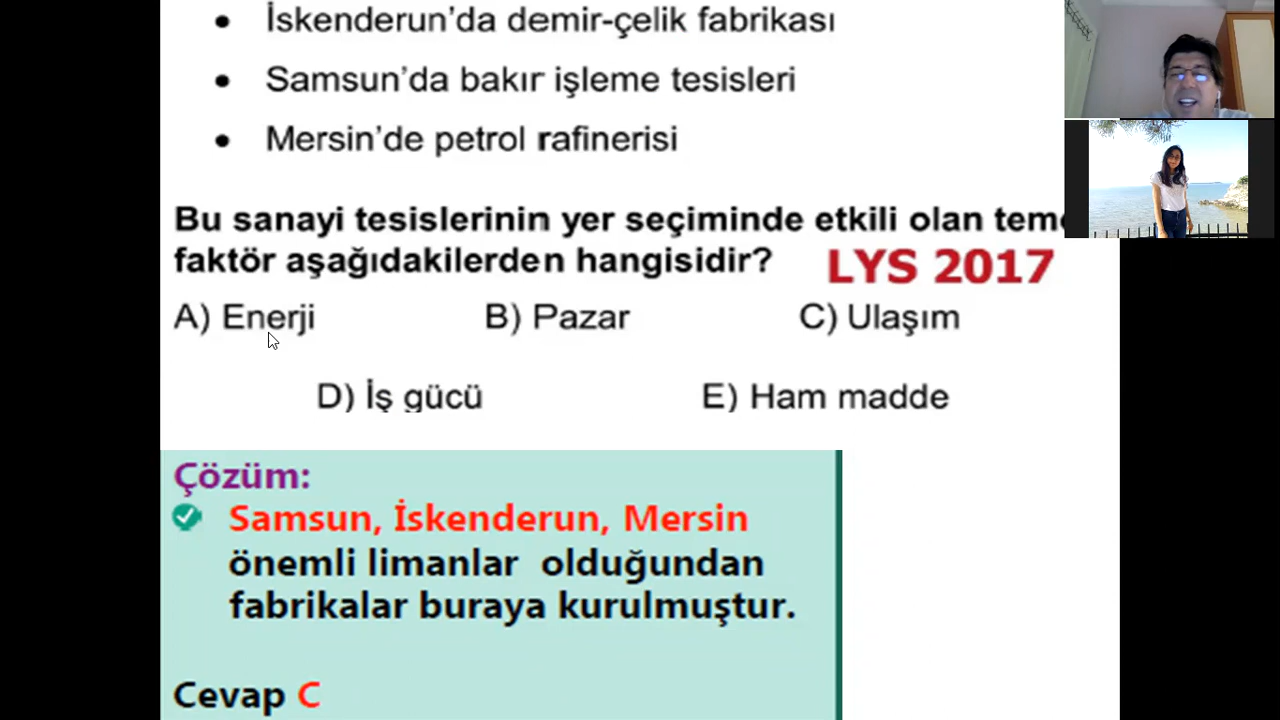 • İskenderun’da demir-çelik fabrikası
• Samsun’da bakır işleme tesisleri
• Mersin’de petrol rafinerisi
Bu sanayi tesislerinin yer seçiminde etkili olan
faktör aşağıdakilerden hangisidir? LYS 2017
A) Enerji B) Pazar C) Ulaşım
D) İş gücü E) Ham madde
Çözüm:
Samsun, İskenderun, Mersin
önemli limanlar olduğundan
fabrikalar buraya kurulmuştur.
Cevap C